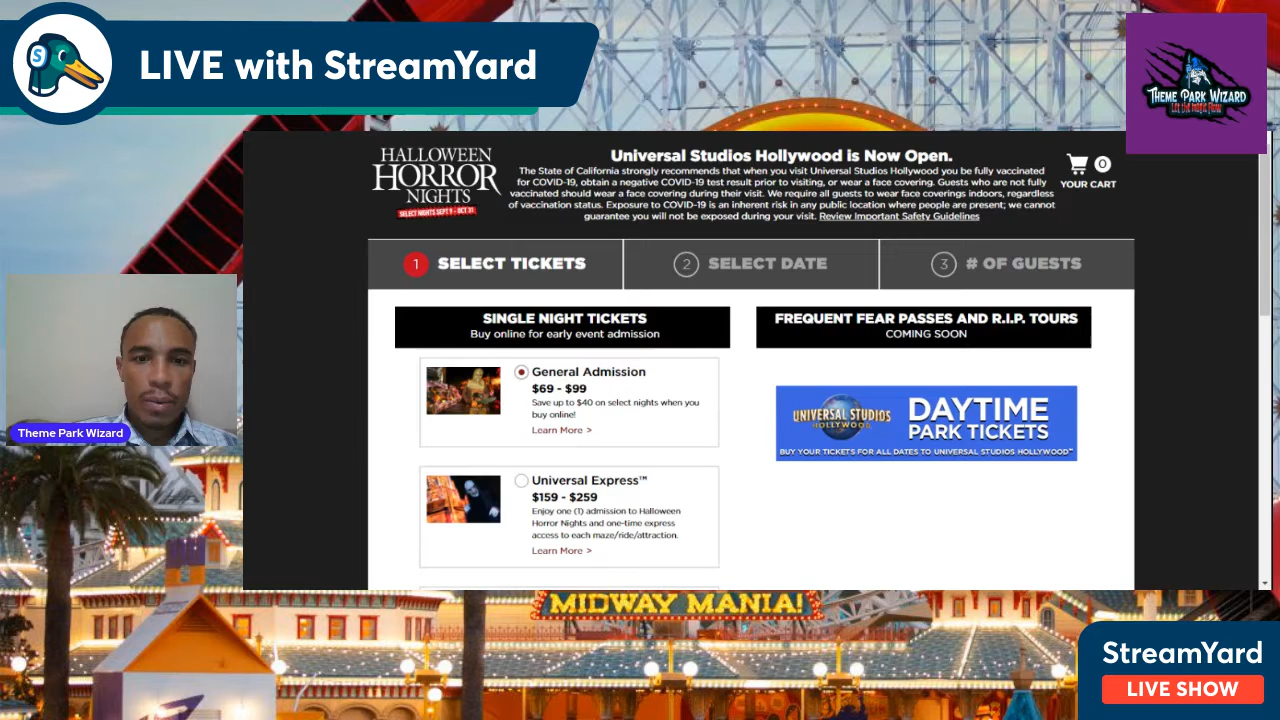 LIVE with StreamYard
S
THEME PARK WIZARD
HALLOWEEN
HORROR
NIGHTS
SELECT NIGHTS SEPT 9 - OCT 31
Universal Studios Hollywood is Now Open.
The State of California strongly recommends that when you visit Universal Studios Hollywood you be fully vaccinated
for COVID-19, obtain a negative COVID-19 test result prior to visiting, or wear a face covering. Guests who are not fully
vaccinated should wear a face covering during their visit. We require all guests to wear face coverings indoors, regardless
of vaccination status. Exposure to COVID-19 is an inherent risk in any public location where people are present; we cannot
guarantee you will not be exposed during your visit. Review Important Safety Guidelines
0
YOUR CART
1 SELECT TICKETS
2 SELECT DATE
3 # OF GUESTS
SINGLE NIGHT TICKETS
Buy online for early event admission
General Admission
$69 - $99
Save up to $40 on select nights when you
buy online!
Learn More >
Universal Express™
$159 - $259
Enjoy one (1) admission to Halloween
Horror Nights and one-time express
access to each maze/ride/attraction.
Learn More >
FREQUENT FEAR PASSES AND R.I.P. TOURS
COMING SOON
UNIVERSAL STUDIOS
HOLLYWOOD
DAYTIME
PARK TICKETS
BUY YOUR TICKETS FOR ALL DATES TO UNIVERSAL STUDIOS HOLLYWOOD™
Theme Park Wizard
MIDWAY MANIA!
StreamYard
LIVE SHOW